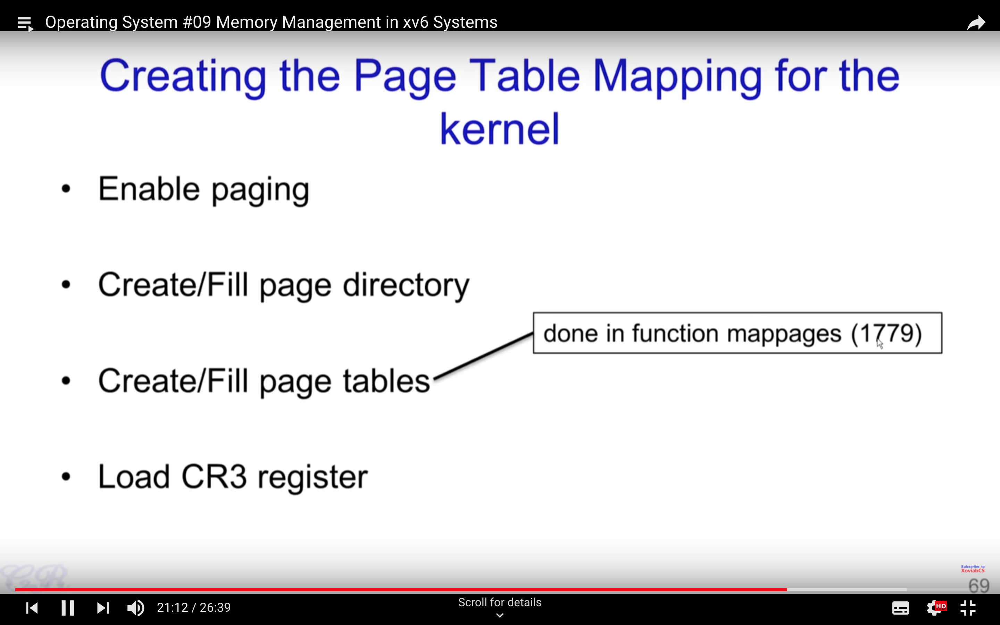 Operating System #09 Memory Management in xv6 Systems
Creating the Page Table Mapping for the
kernel
• Enable paging
• Create/Fill page directory
done in function mappages (1779)
• Create/Fill page tables
• Load CR3 register
Subscribe to
XoviabCS
69
21:12 / 26:39
Scroll for details
HD